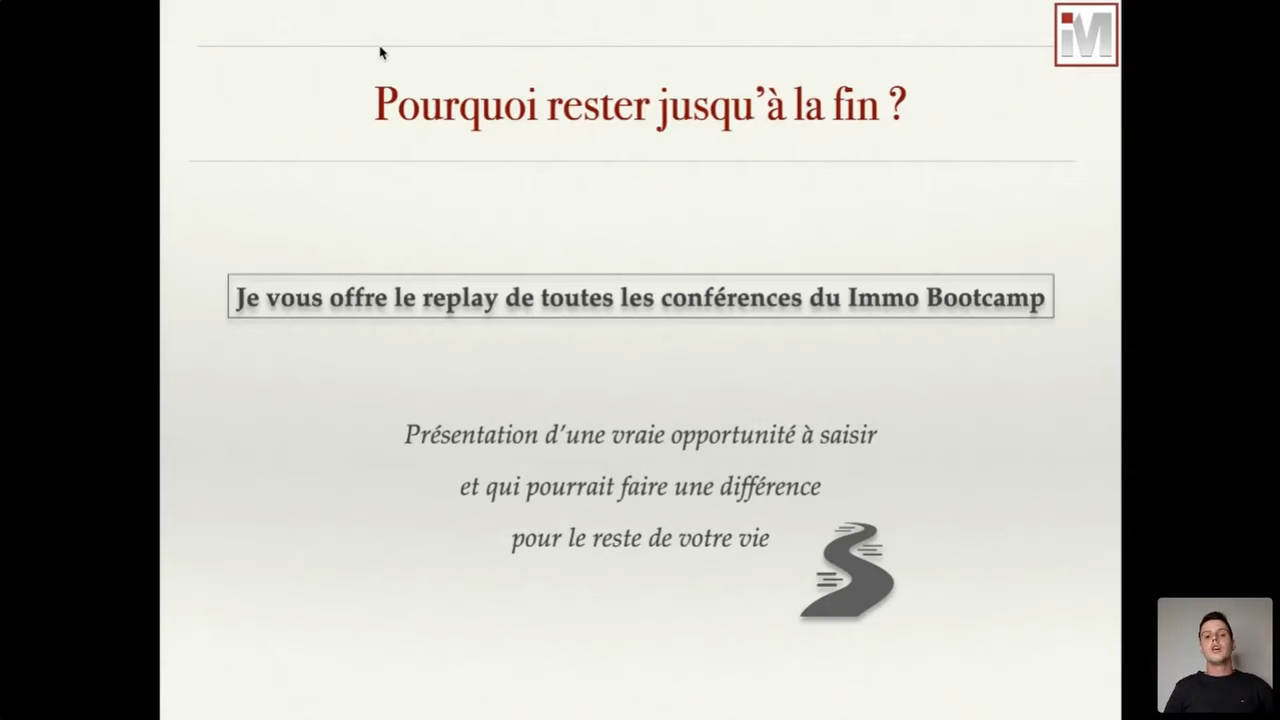 iM
Pourquoi rester jusqu’à la fin ?
Je vous offre le replay de toutes les conférences du Immo Bootcamp
Présentation d’une vraie opportunité à saisir
et qui pourrait faire une différence
pour le reste de votre vie